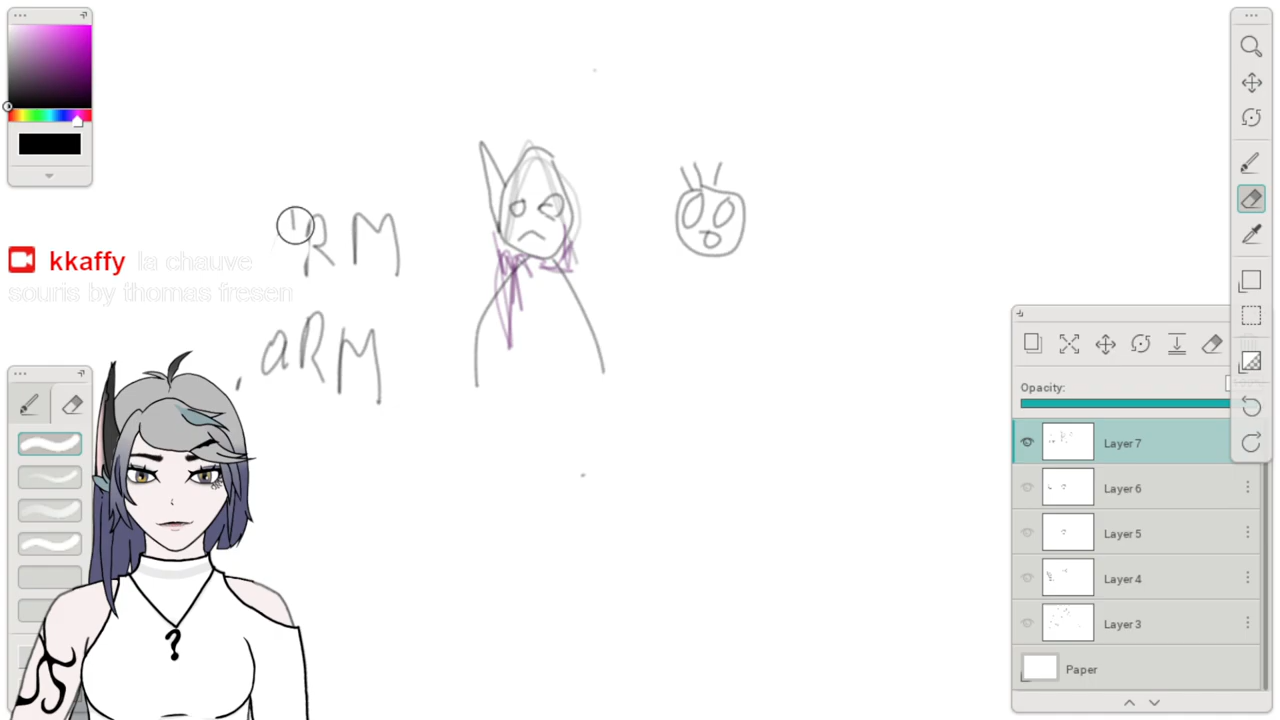 RM
kkaffy la chauve
souris by thomas fresen
aRM
?
Opacity:
Layer 7
Layer 6
Layer 5
Layer 4
Layer 3
Paper